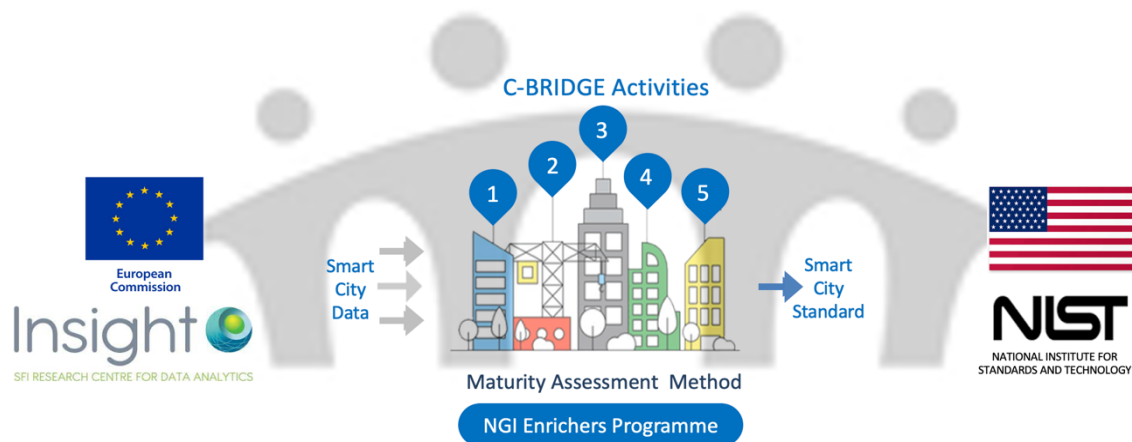 C-BRIDGE Activities
3
2
1
4
5
European
Commission
Insight
SFI RESEARCH CENTRE FOR DATA ANALYTICS
Smart
City
Data
Smart
City
Standard
NIST
NATIONAL INSTITUTE FOR
STANDARDS AND TECHNOLOGY
Maturity Assessment Method
NGI Enrichers Programme